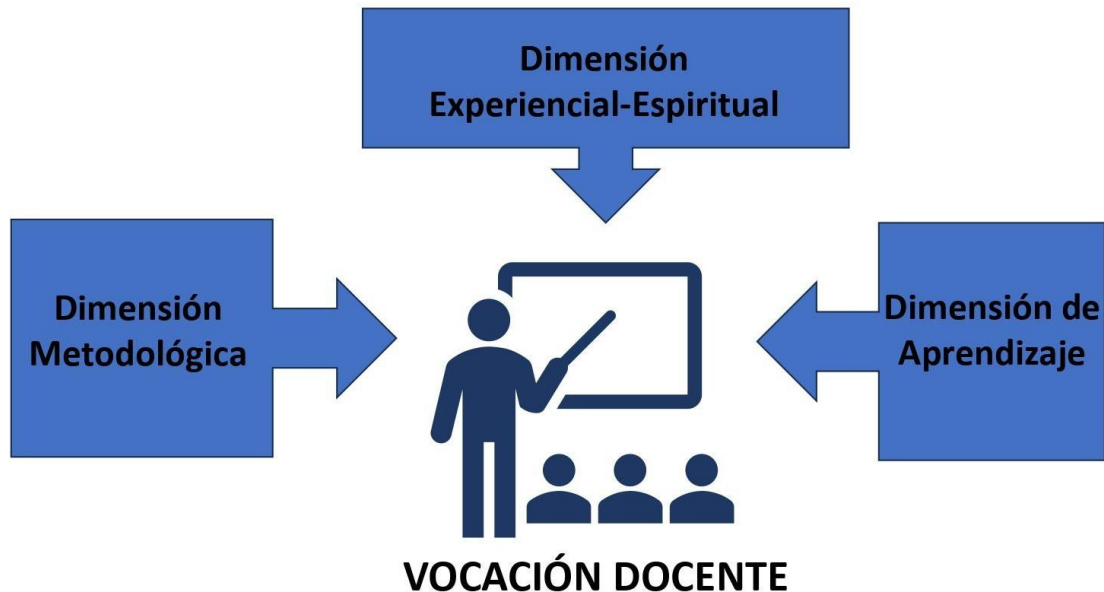 Dimensión
Experiencial-Espiritual
Dimensión
Metodológica
Dimensión de
Aprendizaje
VOCACIÓN DOCENTE